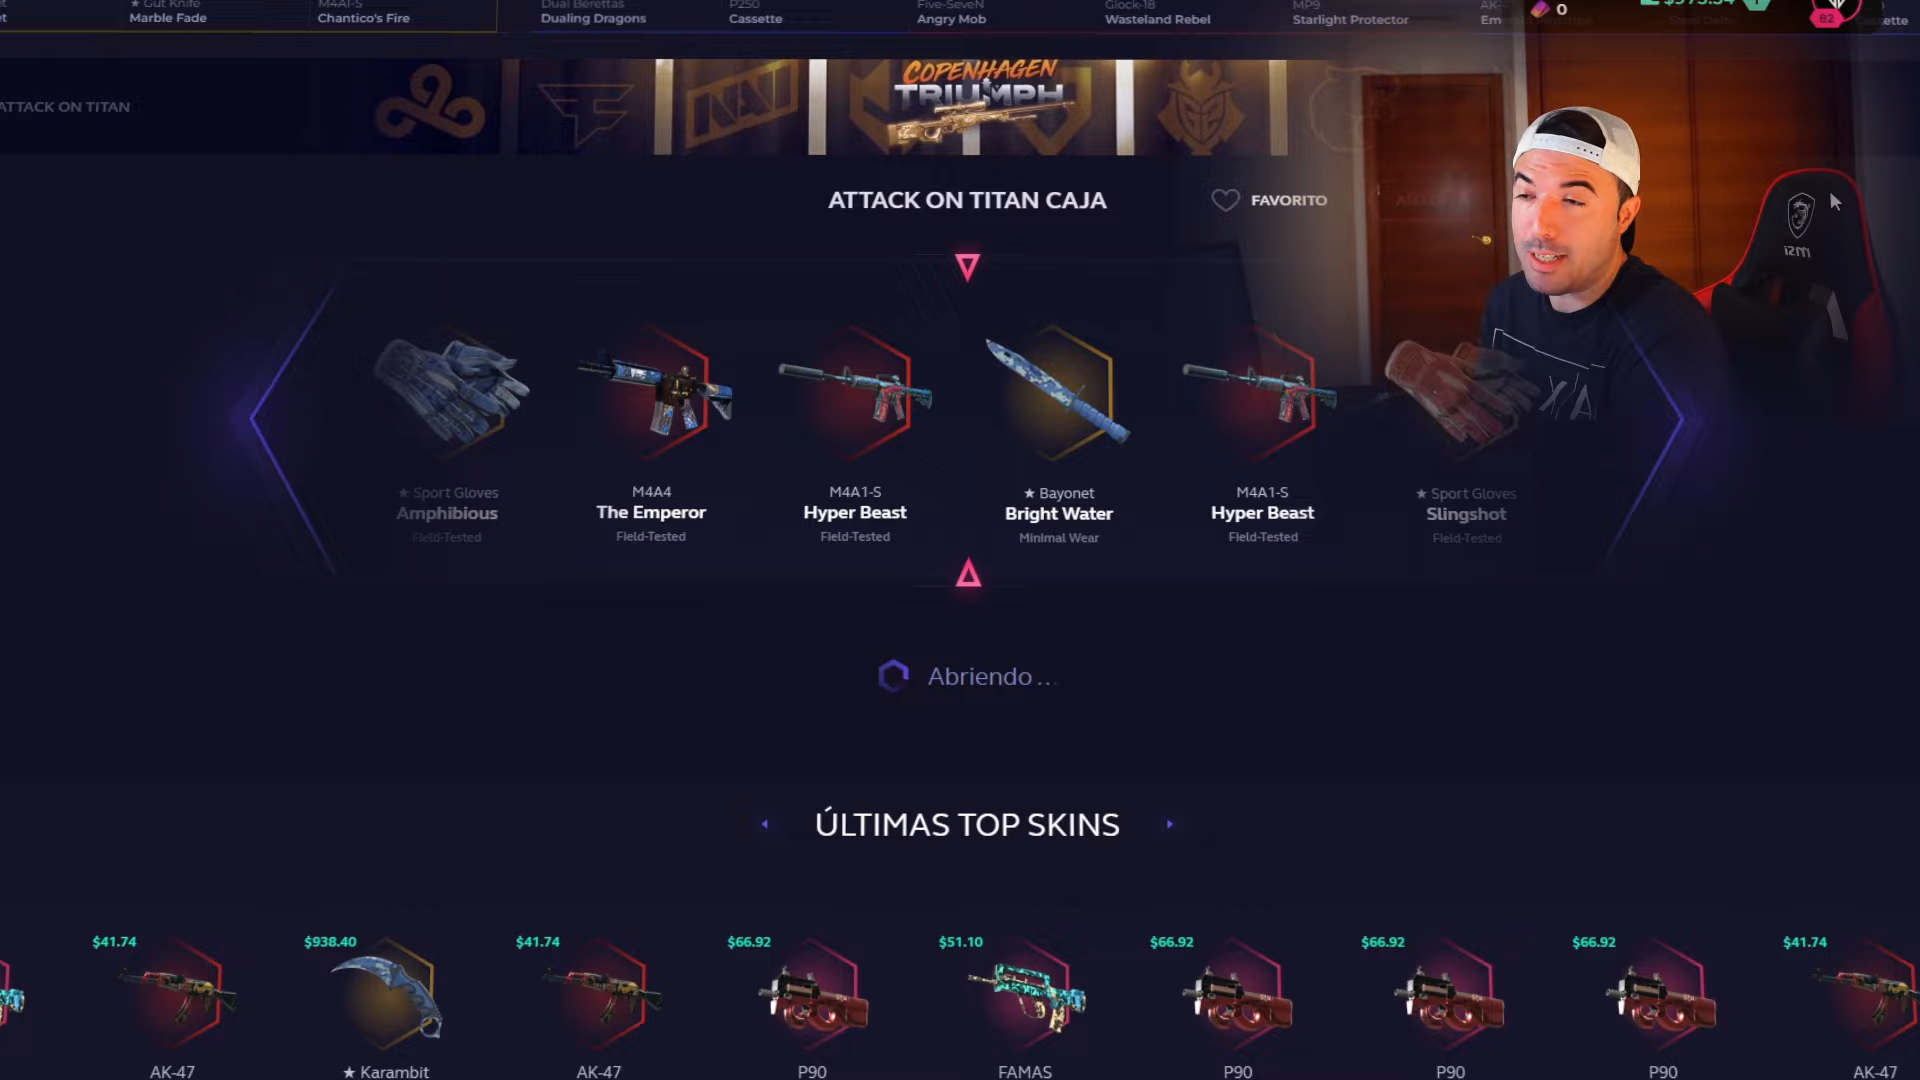 ★ Gut Knife
Marble Fade
M4A1-S
Chantico's Fire
Dual Berettas
Dualing Dragons
P250
Cassette
Five-SeveN
Angry Mob
Glock-18
Wasteland Rebel
MP9
Starlight Protector
0
82
ATTACK ON TITAN
COPENHAGEN
TRIUMPH
ATTACK ON TITAN CAJA
FAVORITO
msi
★ Sport Gloves
Amphibious
Field-Tested
M4A4
The Emperor
Field-Tested
M4A1-S
Hyper Beast
Field-Tested
★ Bayonet
Bright Water
Minimal Wear
M4A1-S
Hyper Beast
Field-Tested
★ Sport Gloves
Slingshot
Field-Tested
Abriendo ...
ÚLTIMAS TOP SKINS
$41.74
$938.40
$41.74
$66.92
$51.10
$66.92
$66.92
$66.92
$41.74
AK-47
★ Karambit
AK-47
P90
FAMAS
P90
P90
P90
AK-47